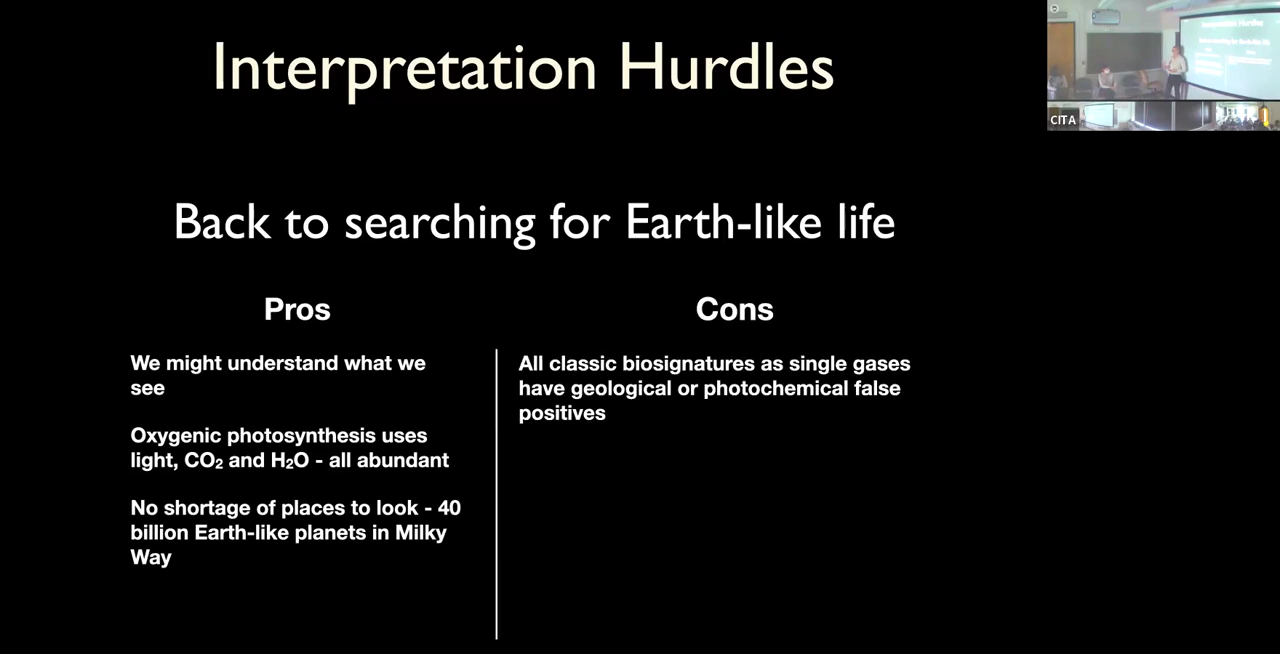 Interpretation Hurdles
Back to searching for Earth-like life
Pros
We might understand what we
see
Oxygenic photosynthesis uses
light, CO₂ and H₂O - all abundant
No shortage of places to look - 40
billion Earth-like planets in Milky
Way
Cons
All classic biosignatures as single gases
have geological or photochemical false
positives
CITA